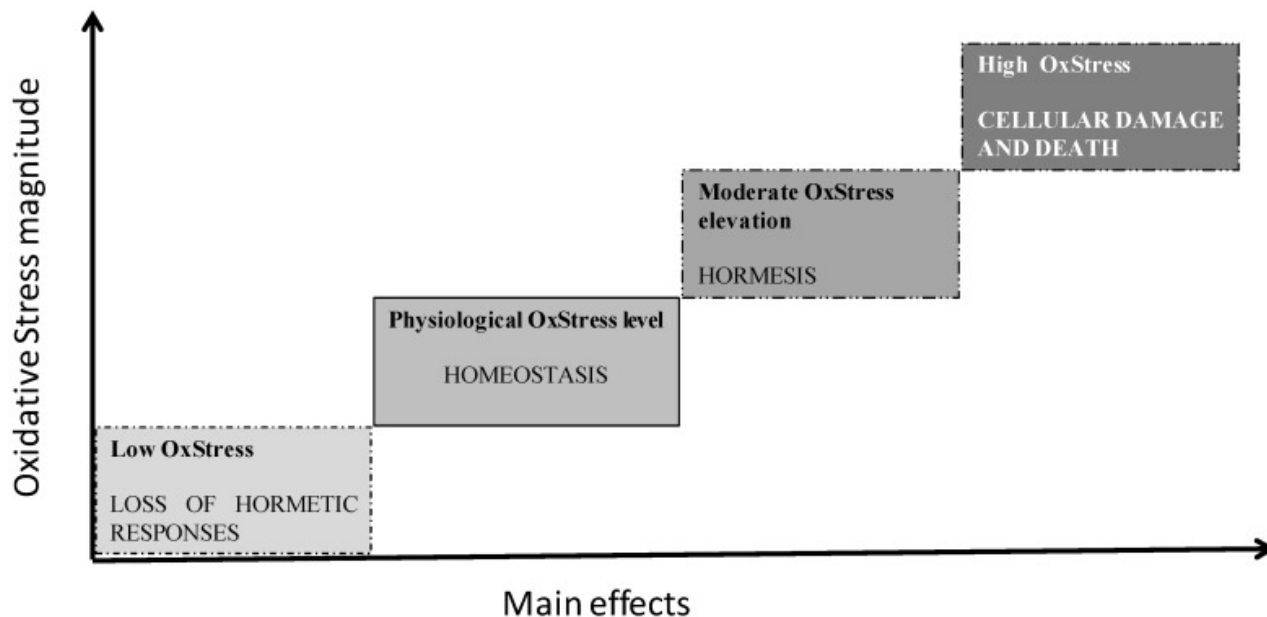 Oxidative Stress magnitude
High OxStress
CELLULAR DAMAGE
AND DEATH
Moderate OxStress
elevation
HORMESIS
Physiological OxStress level
HOMEOSTASIS
Low OxStress
LOSS OF HORMETIC
RESPONSES
Main effects